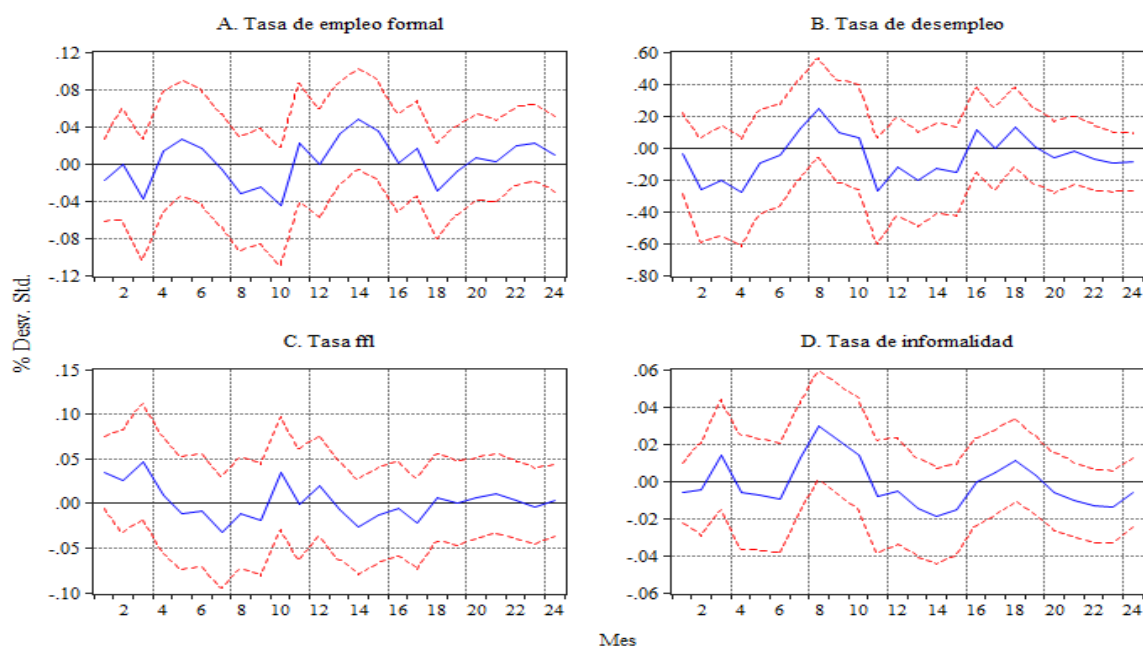 A. Tasa de empleo formal
.12
.08
.04
.00
-.04
-.08
-.12
2 4 6 8 10 12 14 16 18 20 22 24
B. Tasa de desempleo
.60
.40
.20
.00
-.20
-.40
-.60
-.80
2 4 6 8 10 12 14 16 18 20 22 24
% Desv. Std.
C. Tasa ffl
.15
.10
.05
.00
-.05
-.10
2 4 6 8 10 12 14 16 18 20 22 24
D. Tasa de informalidad
.06
.04
.02
.00
-.02
-.04
-.06
2 4 6 8 10 12 14 16 18 20 22 24
Mes